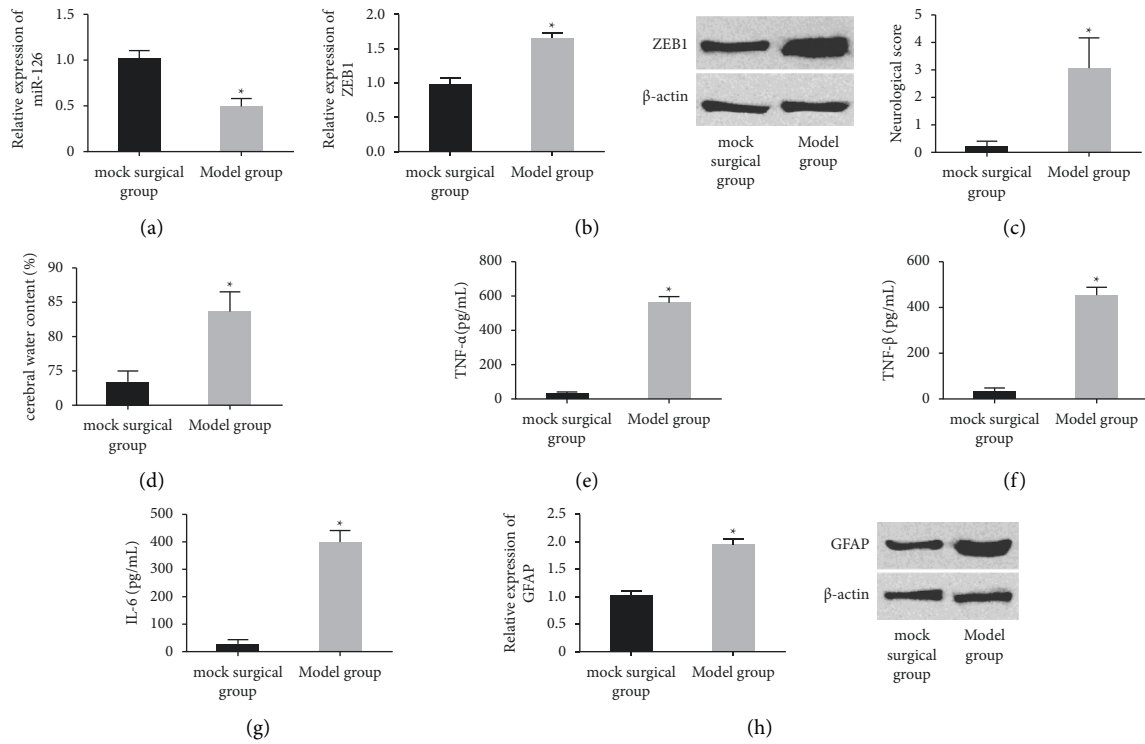 Relative expression of
miR-126
1.5
1.0
0.5
0
*
mock surgical
group
Model group
(a)
Relative expression of
ZEB1
2.0
1.5
1.0
0.5
0.0
*
mock surgical
group
Model group
ZEB1
β-actin
mock
surgical
group
Model
group
(b)
Neurological score
5
4
3
2
1
0
*
mock surgical
group
Model group
(c)
cerebral water content (%)
90
85
80
75
0
*
mock surgical
group
Model group
(d)
TNF-α(pg/mL)
800
600
400
200
0
*
mock surgical
group
Model group
(e)
TNF-β (pg/mL)
600
400
200
0
*
mock surgical
group
Model group
(f)
IL-6 (pg/mL)
500
400
300
200
100
0
*
mock surgical
group
Model group
(g)
Relative expression of
GFAP
2.5
2.0
1.5
1.0
0.5
0.0
*
mock surgical
group
Model group
GFAP
β-actin
mock
surgical
group
Model
group
(h)